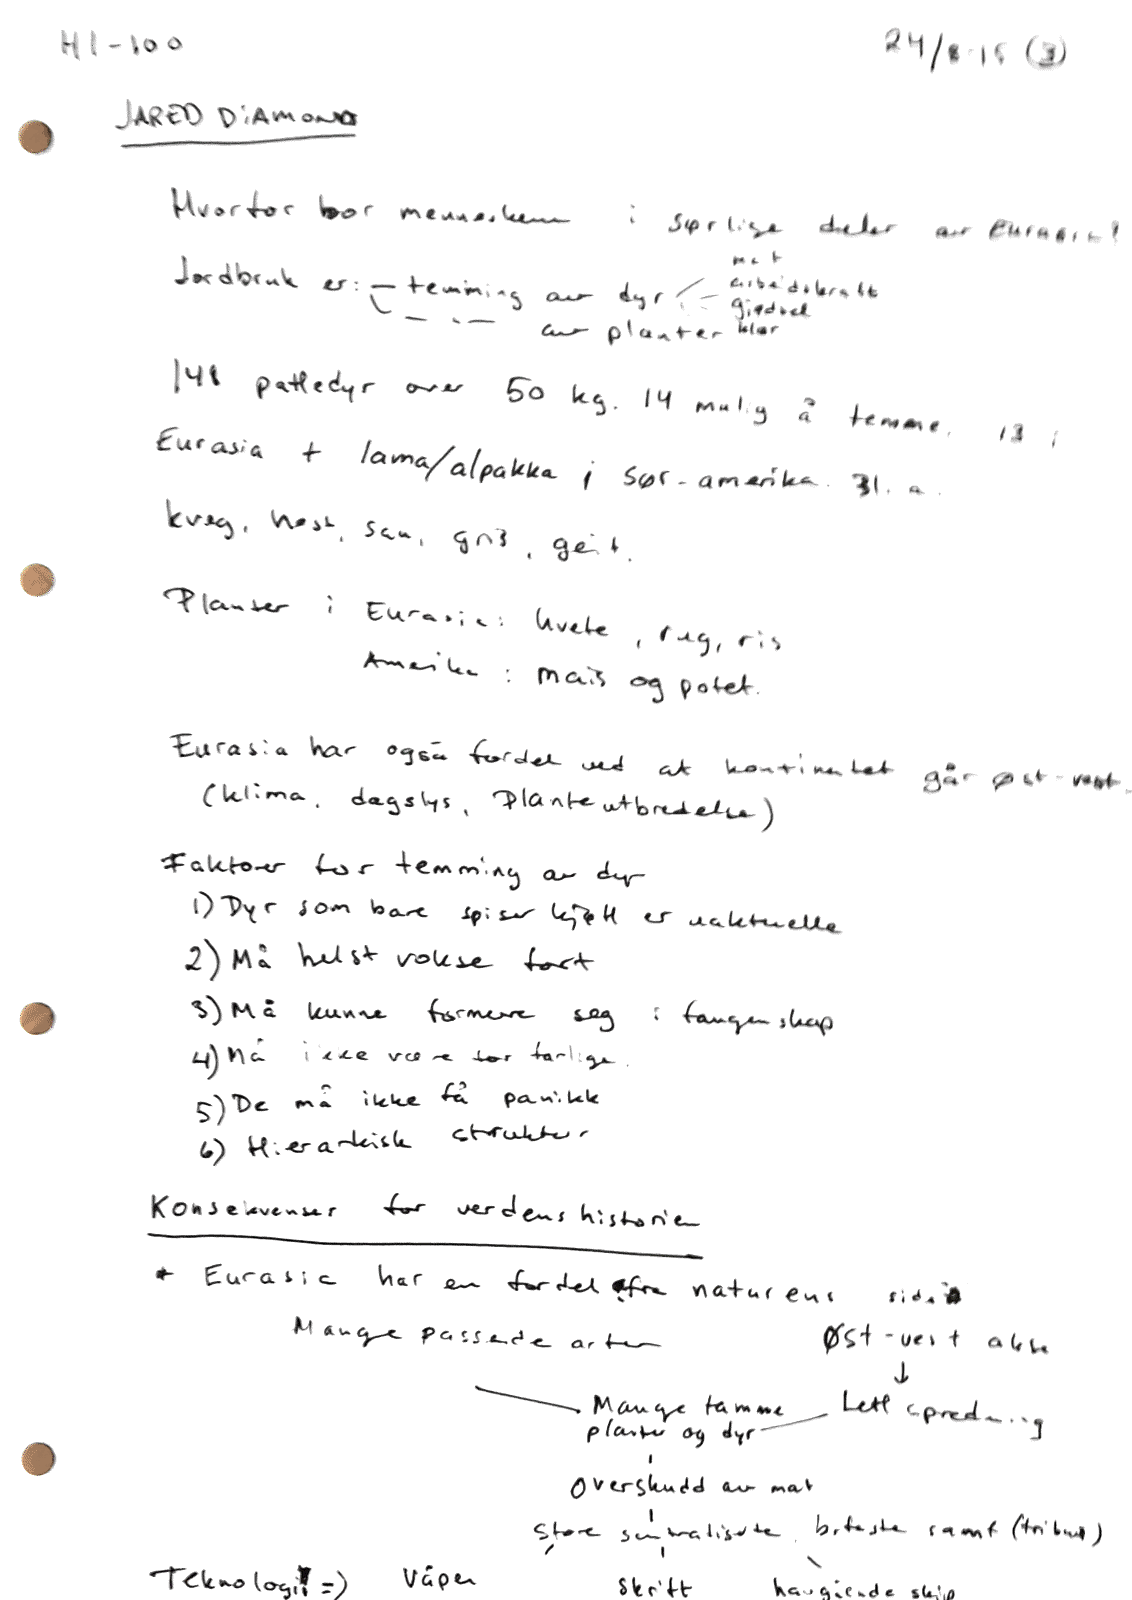 HI-100
24/8-15 (3)
JARED DIAMOND
Hvorfor bor menneskene i sørlige deler av Eurasia?
Jordbruk er: - temming av dyr
mat
arbeidskraft
gjødsel
klær
- " - av planter
148 pattedyr over 50 kg. 14 mulig å temme. 13 i
Eurasia + lama/alpakka i Sør-amerika. Bl. a.
kveg, hest, sau, gris, geit.
Planter i Eurasia: hvete, rug, ris
Amerika: mais og potet.
Eurasia har også fordel ved at kontinentet går øst-vest.
(klima, dagslys, Planteutbredelse)
Faktorer for temming av dyr
1) Dyr som bare spiser kjøtt er uaktuelle
2) Må helst vokse fort
3) Må kunne formere seg i fangenskap
4) Må ikke være for farlige.
5) De må ikke få panikk
6) Hierarkisk struktur
Konsekvenser for verdenshistorien
* Eurasia har en fordel fra naturens side
Mange passede arter
Øst-vest akse
↓
Mange tamme
planter og dyr
Lett spredning
Overskudd av mat
Store sentraliserte, bofaste samf (tribut)
Teknologi =) Våpen
Skrift
havgående skip